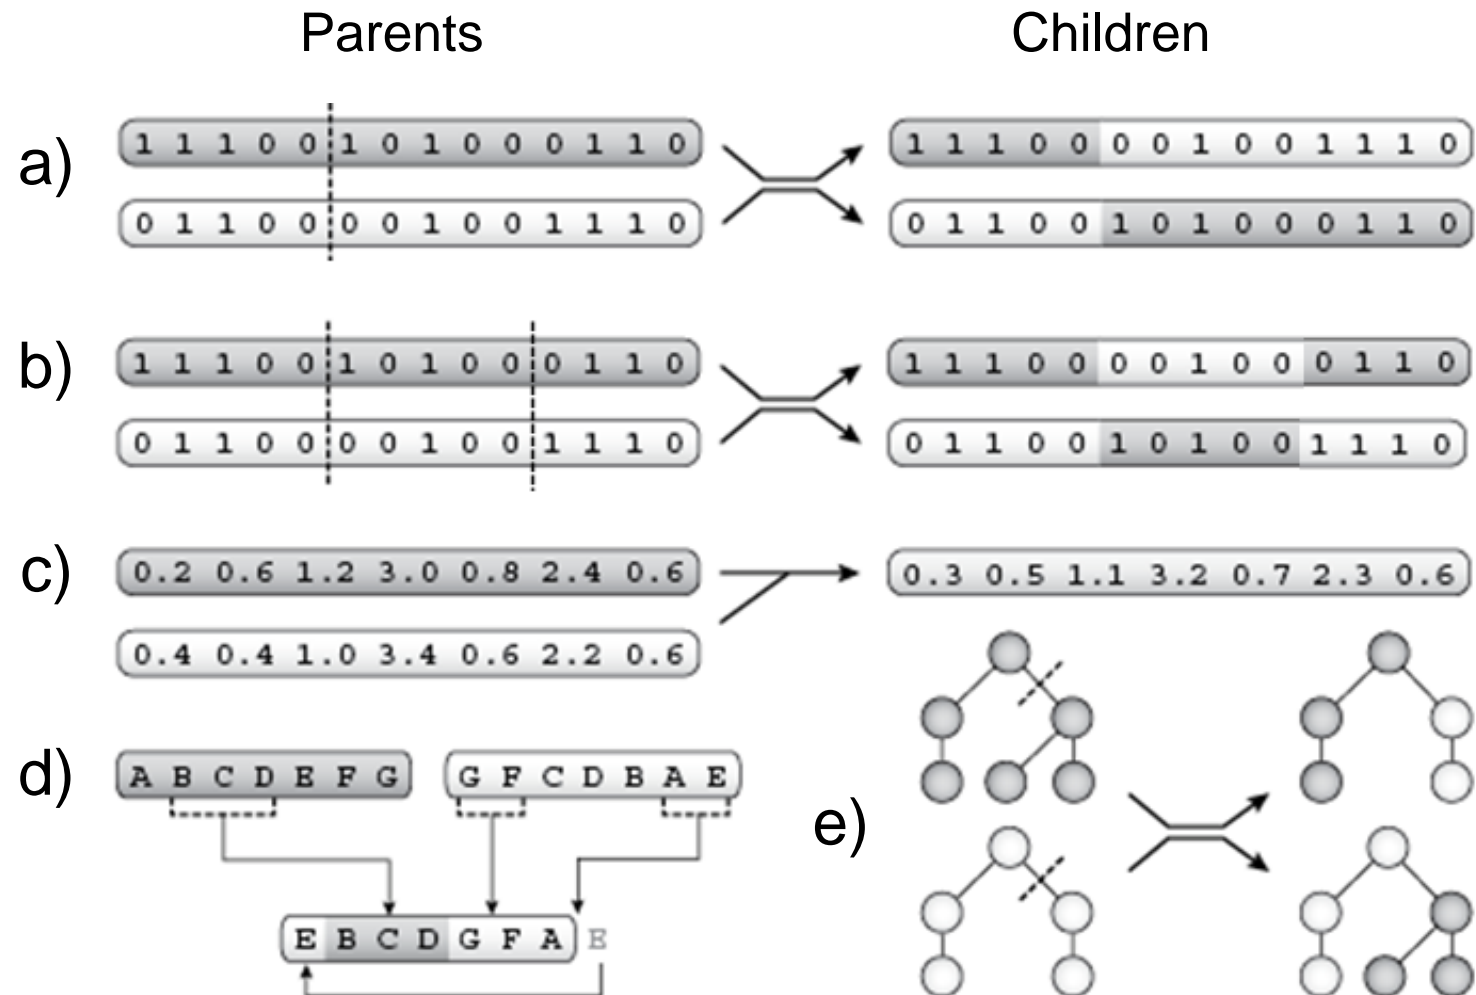 Parents Children
a)
1 1 1 0 0 1 0 1 0 0 0 1 1 0
0 1 1 0 0 0 0 1 0 0 1 1 1 0
1 1 1 0 0 0 0 1 0 0 1 1 1 0
0 1 1 0 0 1 0 1 0 0 0 1 1 0
b)
1 1 1 0 0 1 0 1 0 0 0 1 1 0
0 1 1 0 0 0 0 1 0 0 1 1 1 0
1 1 1 0 0 0 0 1 0 0 0 1 1 0
0 1 1 0 0 1 0 1 0 0 1 1 1 0
c)
0.2 0.6 1.2 3.0 0.8 2.4 0.6
0.4 0.4 1.0 3.4 0.6 2.2 0.6
0.3 0.5 1.1 3.2 0.7 2.3 0.6
d)
A B C D E F G
G F C D B A E
E B C D G F A E
e)